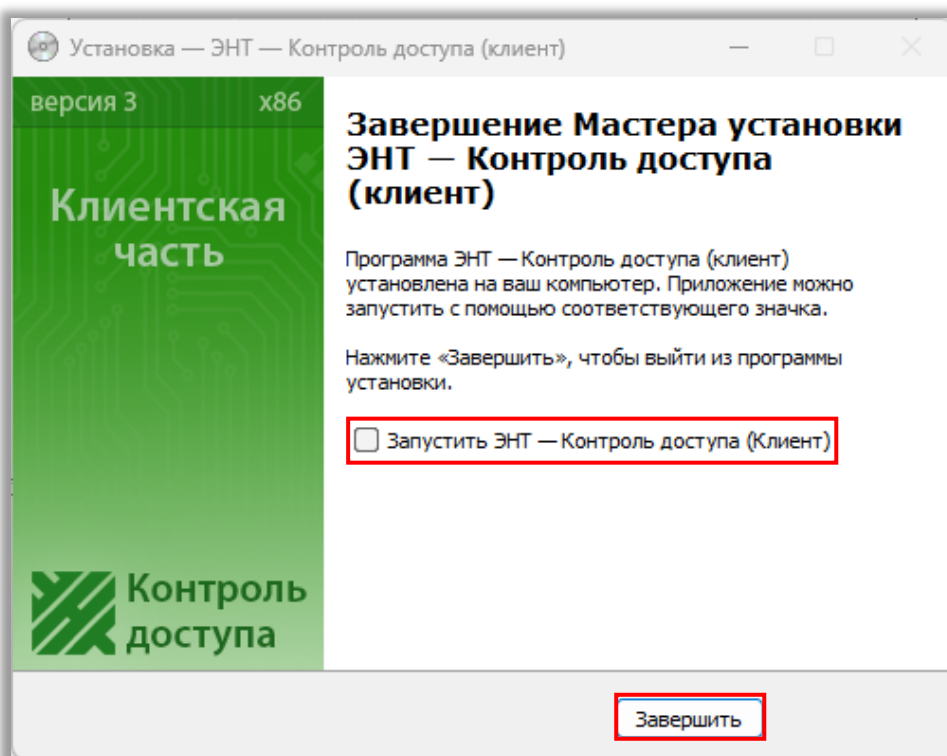 Установка — ЭНТ — Контроль доступа (клиент)
версия 3 x86
Клиентская
часть
Контроль
доступа
Завершение Мастера установки
ЭНТ — Контроль доступа
(клиент)
Программа ЭНТ — Контроль доступа (клиент)
установлена на ваш компьютер. Приложение можно
запустить с помощью соответствующего значка.
Нажмите «Завершить», чтобы выйти из программы
установки.
Запустить ЭНТ — Контроль доступа (Клиент)
Завершить